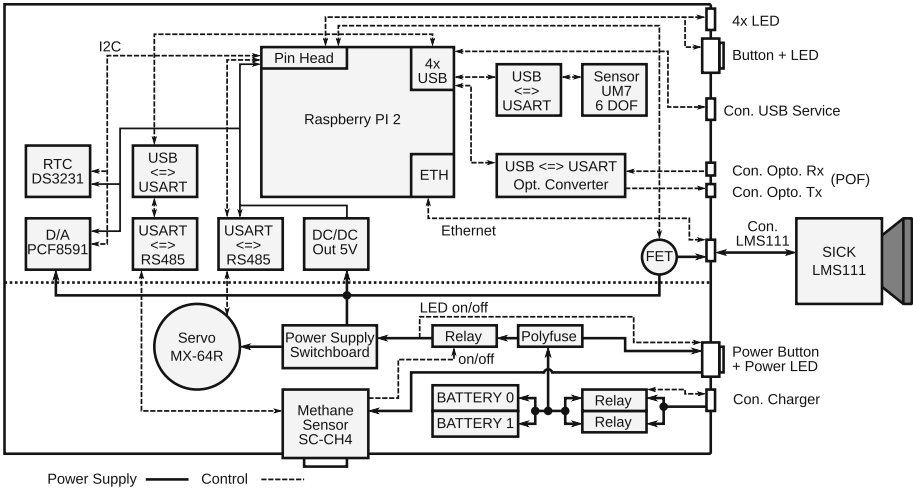 4x LED
I2C
Pin Head
4x
USB
Button + LED
USB
<=>
USART
Sensor
UM7
6 DOF
Con. USB Service
Raspberry PI 2
RTC
DS3231
USB
<=>
USART
ETH
USB <=> USART
Opt. Converter
Con. Opto. Rx
Con. Opto. Tx
(POF)
D/A
PCF8591
USART
<=>
RS485
USART
<=>
RS485
DC/DC
Out 5V
Ethernet
FET
Con.
LMS111
SICK
LMS111
LED on/off
Servo
MX-64R
Power Supply
Switchboard
Relay
Polyfuse
on/off
Power Button
+ Power LED
Methane
Sensor
SC-CH4
BATTERY 0
BATTERY 1
Relay
Relay
Con. Charger
Power Supply
Control